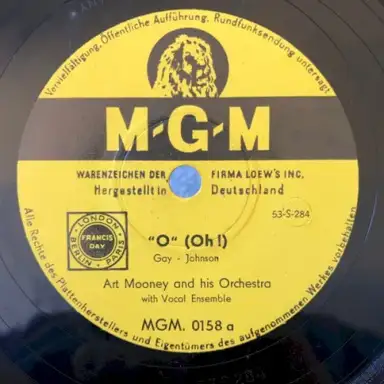 Vervielfältigung, Öffentliche Aufführung, Rundfunksendung untersagt
M-G-M
WARENZEICHEN DER FIRMA LOEW'S INC.
Hergestellt in Deutschland
53-S-284
LONDON
FRANCIS
DAY
BERLIN PARIS
"O" (Oh!)
Gay - Johnson
Art Mooney and his Orchestra
with Vocal Ensemble
MGM. 0158 a
Alle Rechte des Plattenherstellers und Eigentümers des aufgenommenen Werkes vorbehalten